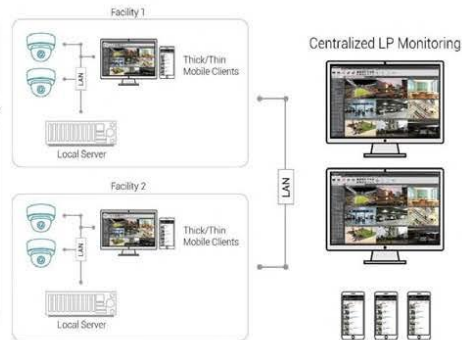 Facility 1
LAN
Thick/Thin
Mobile Clients
Local Server
Facility 2
LAN
Thick/Thin
Mobile Clients
Local Server
LAN
Centralized LP Monitoring